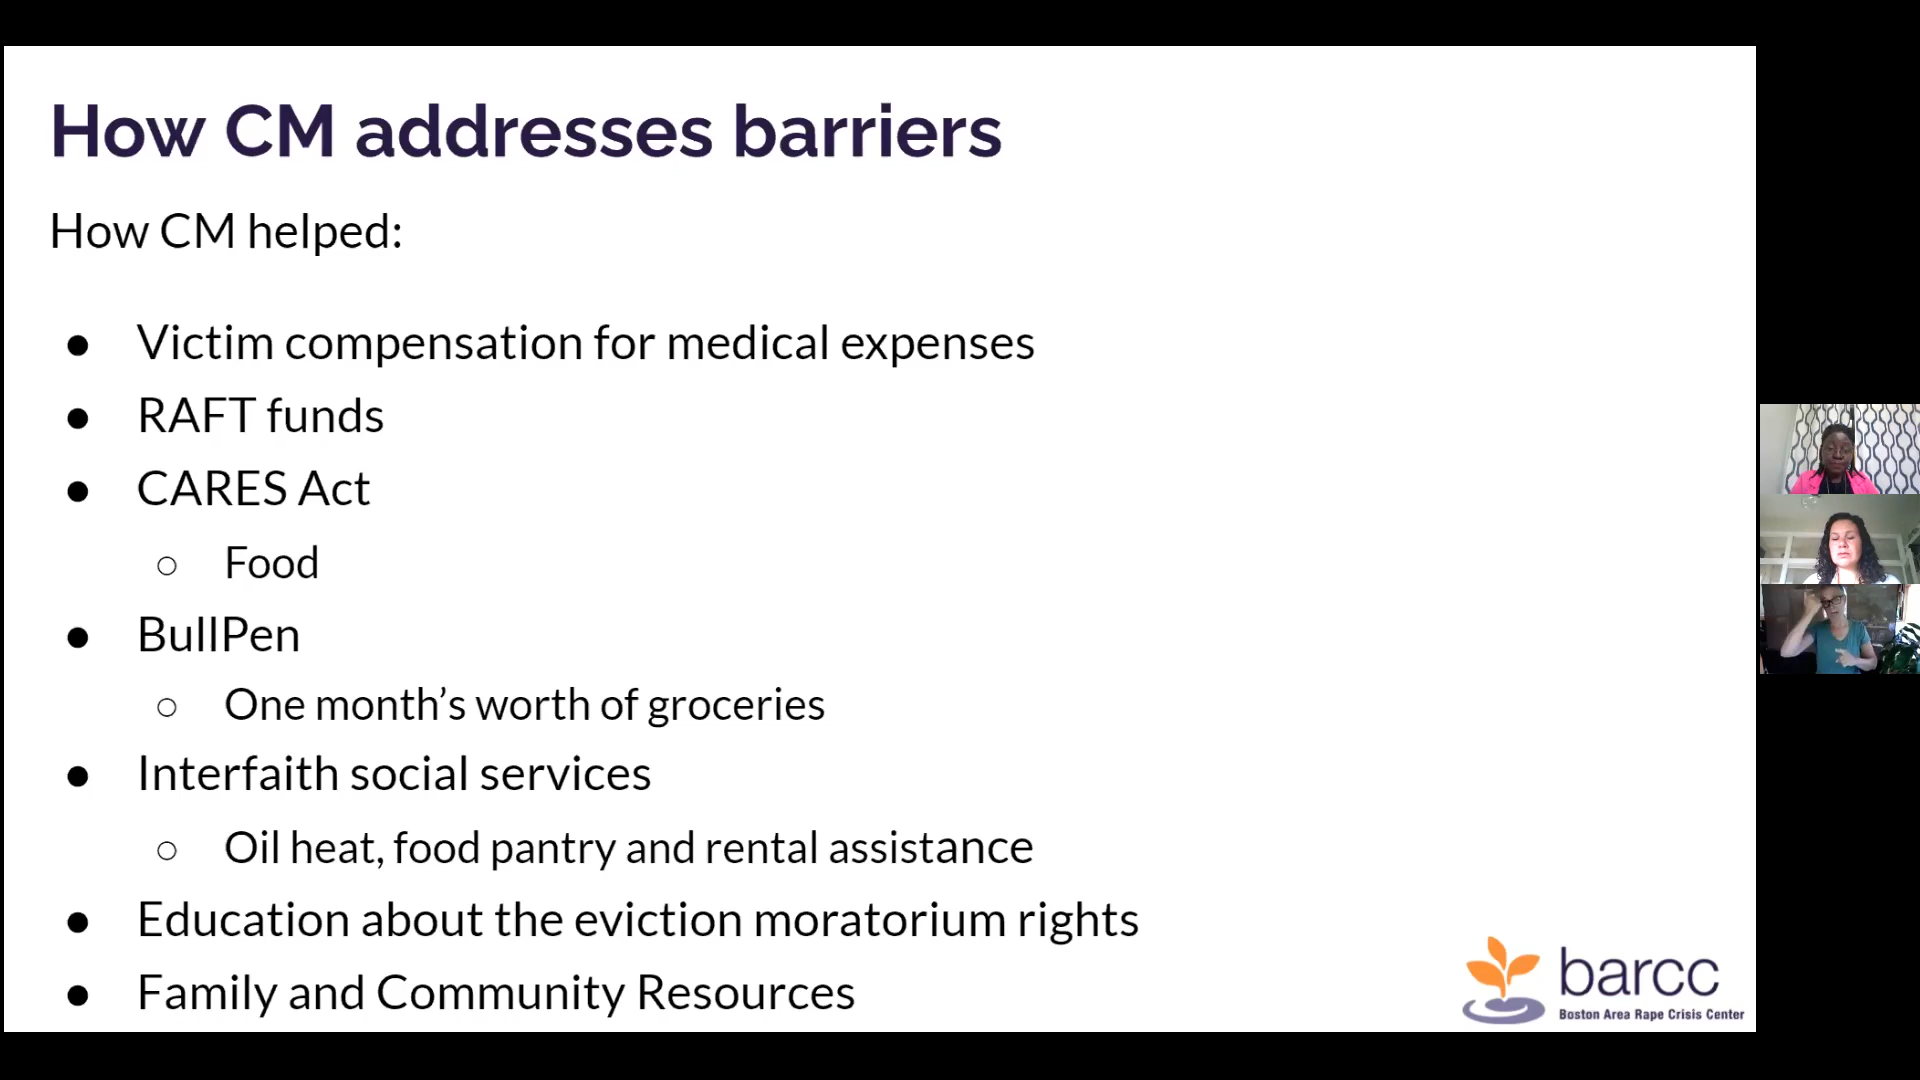 How CM addresses barriers
How CM helped:
● Victim compensation for medical expenses
● RAFT funds
● CARES Act
○ Food
● BullPen
○ One month’s worth of groceries
● Interfaith social services
○ Oil heat, food pantry and rental assistance
● Education about the eviction moratorium rights
● Family and Community Resources
barcc
Boston Area Rape Crisis Center